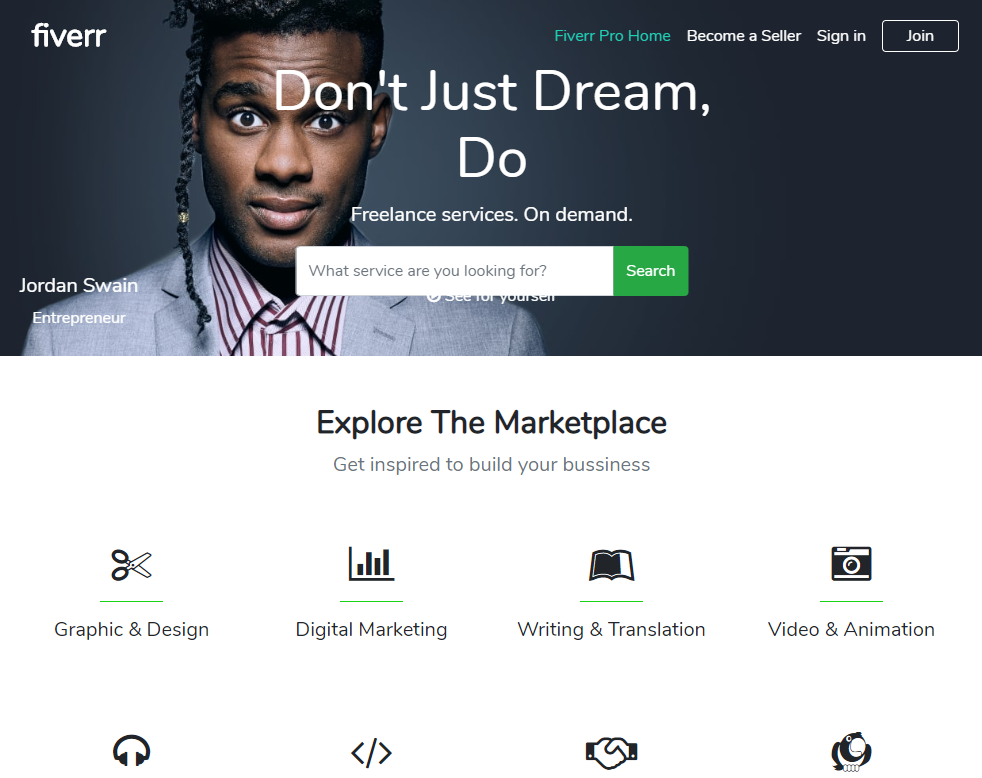 fiverr
Fiverr Pro Home Become a Seller Sign in Join
Don't Just Dream,
Do
Freelance services. On demand.
What service are you looking for? Search
See for yourself
Jordan Swain
Entrepreneur
Explore The Marketplace
Get inspired to build your bussiness
Graphic & Design
Digital Marketing
Writing & Translation
Video & Animation